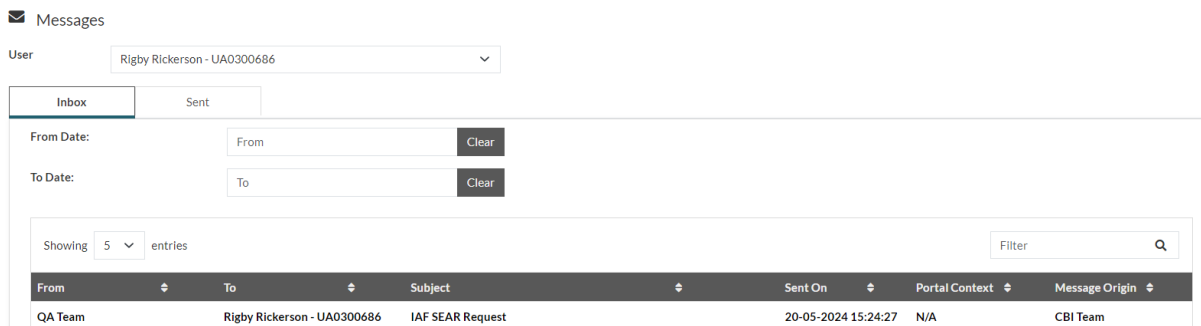 Messages
User Rigby Rickerson - UA0300686
Inbox Sent
From Date: From Clear
To Date: To Clear
Showing 5 entries Filter
From To Subject Sent On Portal Context Message Origin
QA Team Rigby Rickerson - UA0300686 IAF SEAR Request 20-05-2024 15:24:27 N/A CBI Team